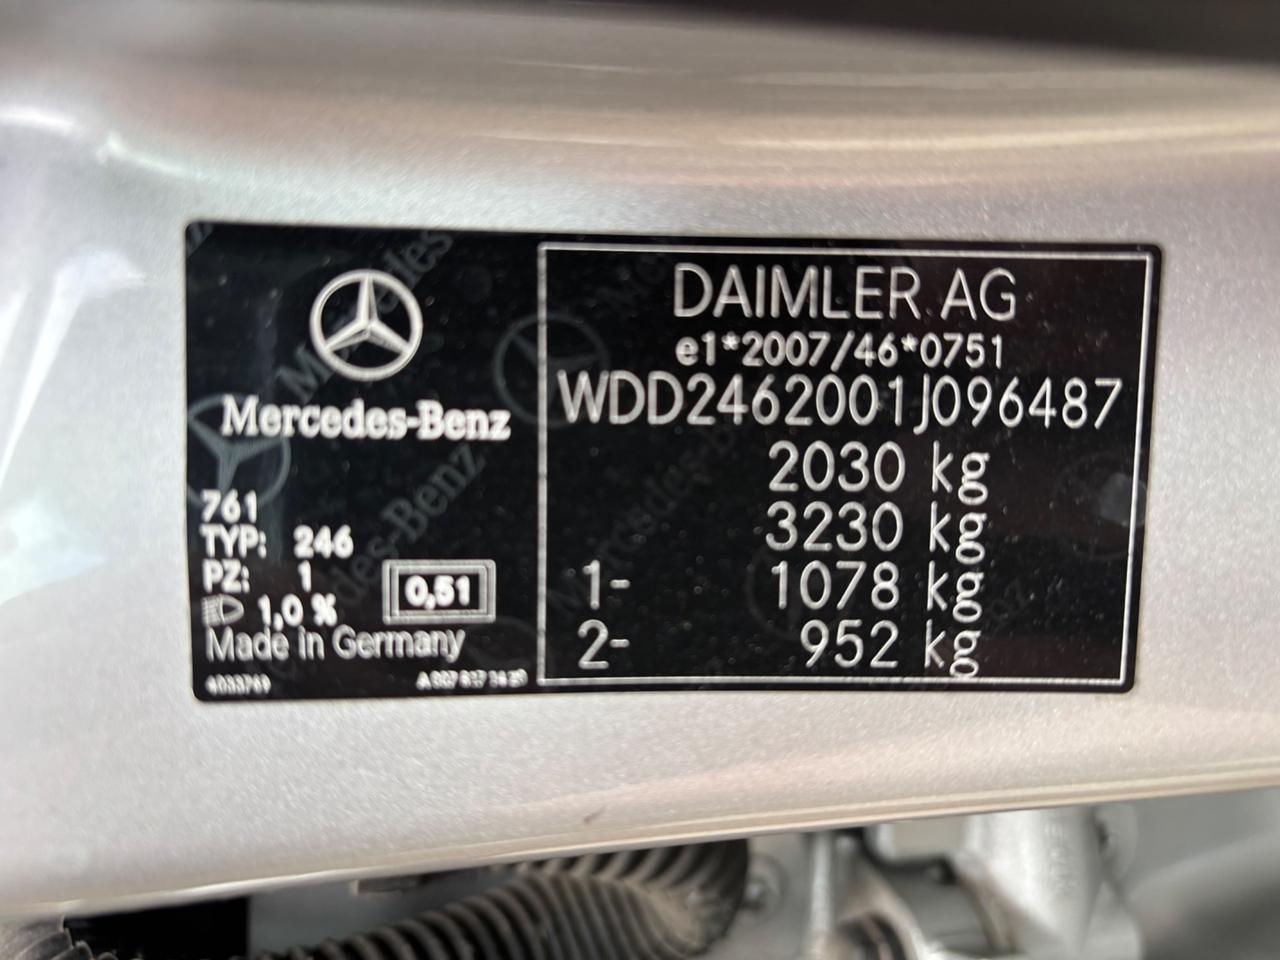 Mercedes-Benz
761
TYP: 246
PZ: 1
1,0 %
0,51
Made in Germany
4033769
DAIMLER AG
e1*2007/46*0751
WDD2462001J096487
2030 kg
3230 kg
1- 1078 kg
2- 952 kg